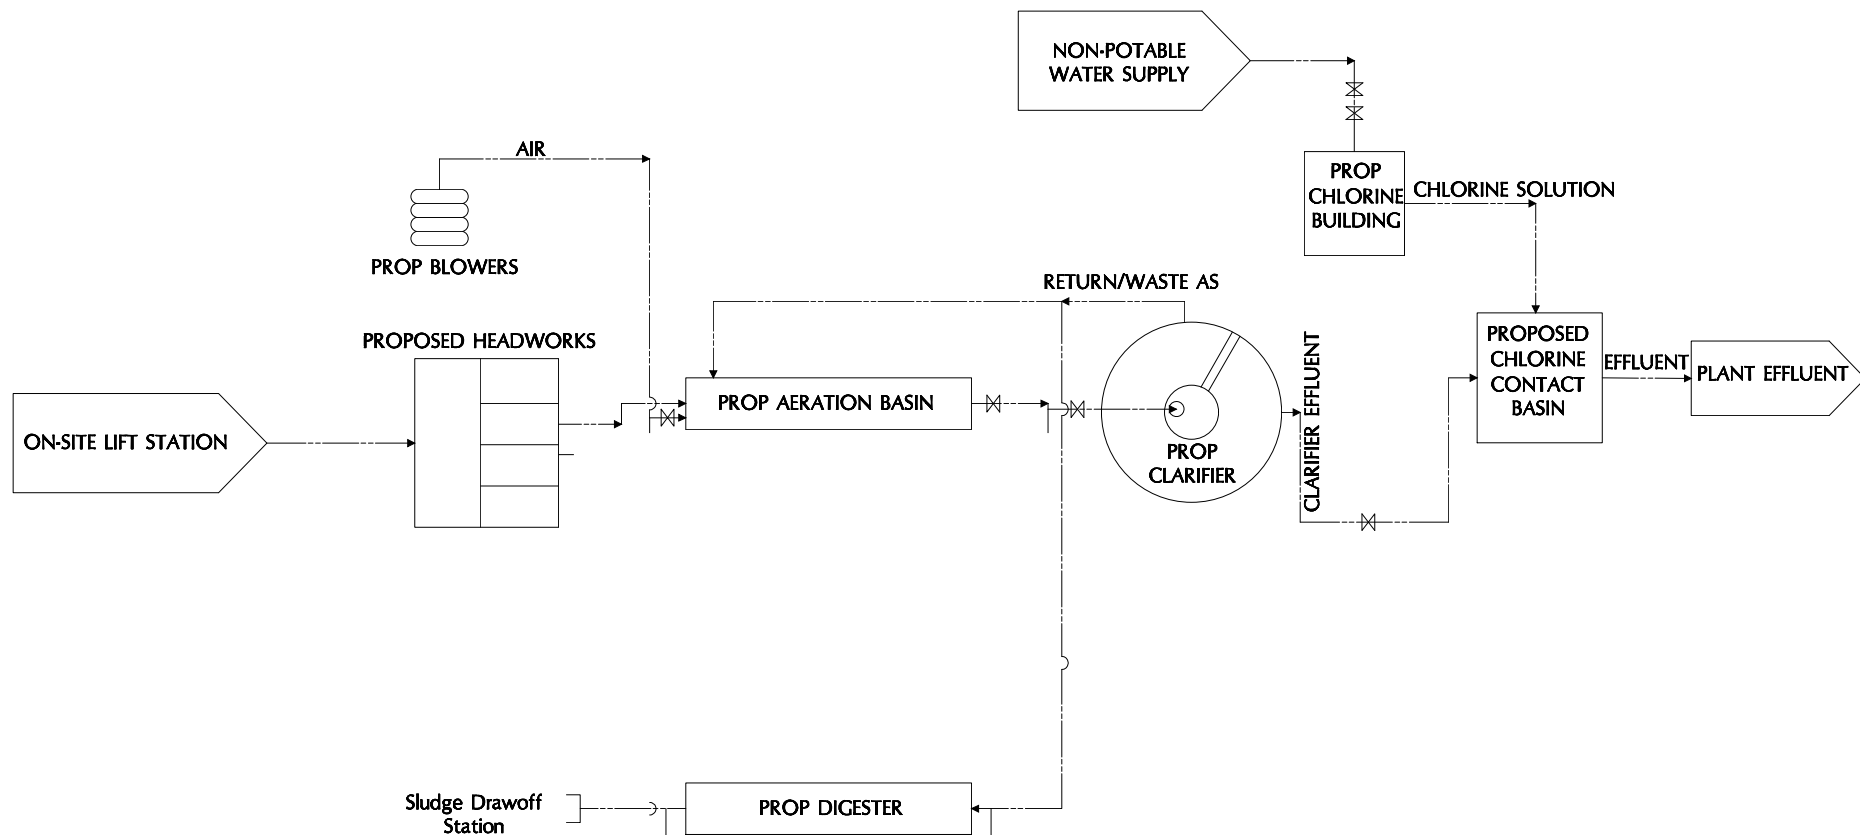 NON-POTABLE
WATER SUPPLY
AIR
PROP
CHLORINE
BUILDING
CHLORINE SOLUTION
PROP BLOWERS
RETURN/WASTE AS
PROPOSED HEADWORKS
PROPOSED
CHLORINE
CONTACT
BASIN
EFFLUENT
PLANT EFFLUENT
CLARIFIER EFFLUENT
PROP AERATION BASIN
ON-SITE LIFT STATION
PROP
CLARIFIER
Sludge Drawoff
Station
PROP DIGESTER